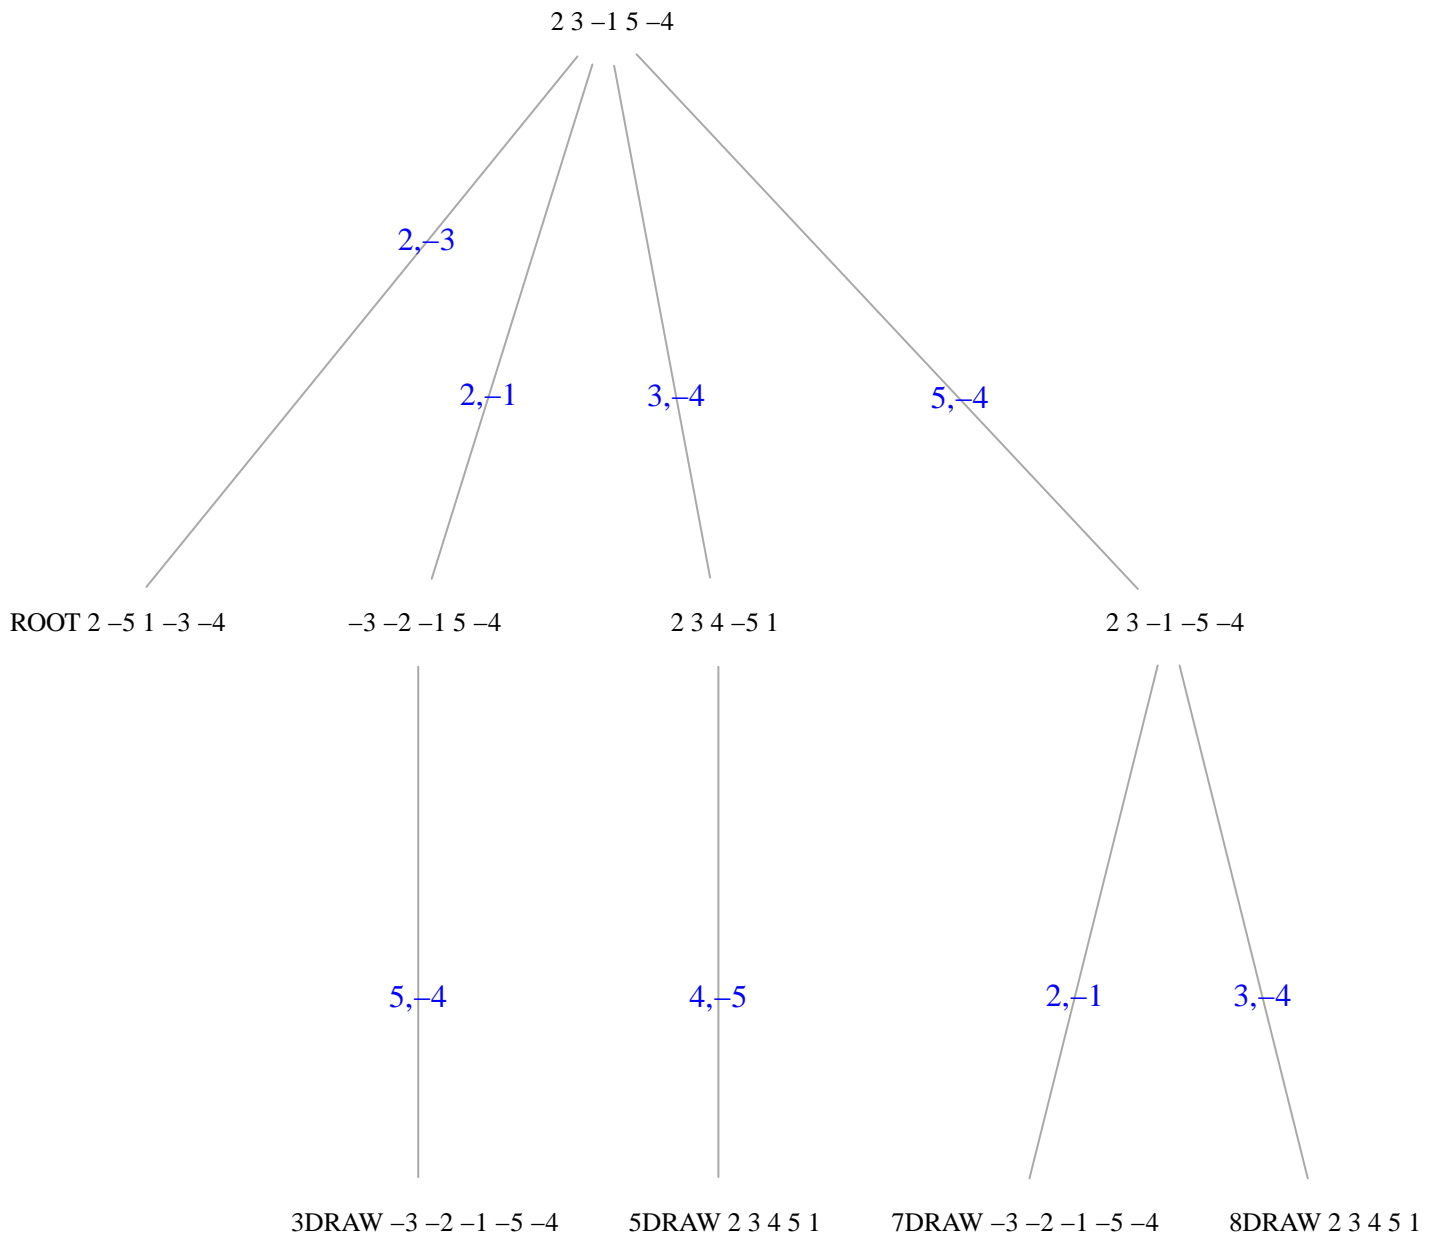 2 3 –1 5 –4
2,–3
2,–1
3,–4
5,–4
ROOT 2 –5 1 –3 –4
–3 –2 –1 5 –4
2 3 4 –5 1
2 3 –1 –5 –4
5,–4
4,–5
2,–1
3,–4
3DRAW –3 –2 –1 –5 –4
5DRAW 2 3 4 5 1
7DRAW –3 –2 –1 –5 –4
8DRAW 2 3 4 5 1